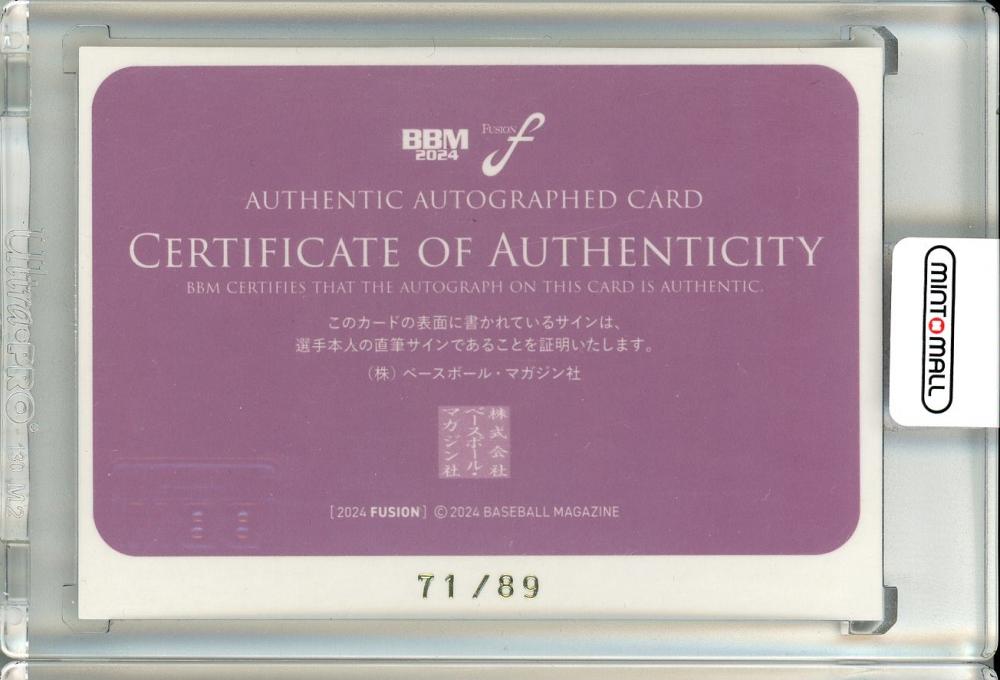 BBM
2024
FUSION f
AUTHENTIC AUTOGRAPHED CARD
CERTIFICATE OF AUTHENTICITY
BBM CERTIFIES THAT THE AUTOGRAPH ON THIS CARD IS AUTHENTIC.
このカードの表面に書かれているサインは、
選手本人の直筆サインであることを証明いたします。
(株)ベースボール・マガジン社
株式会社
ベースボール・
マガジン社
[2024 FUSION] ©2024 BASEBALL MAGAZINE
71/89
MINT MALL
Ultra·PRO® 130 M2